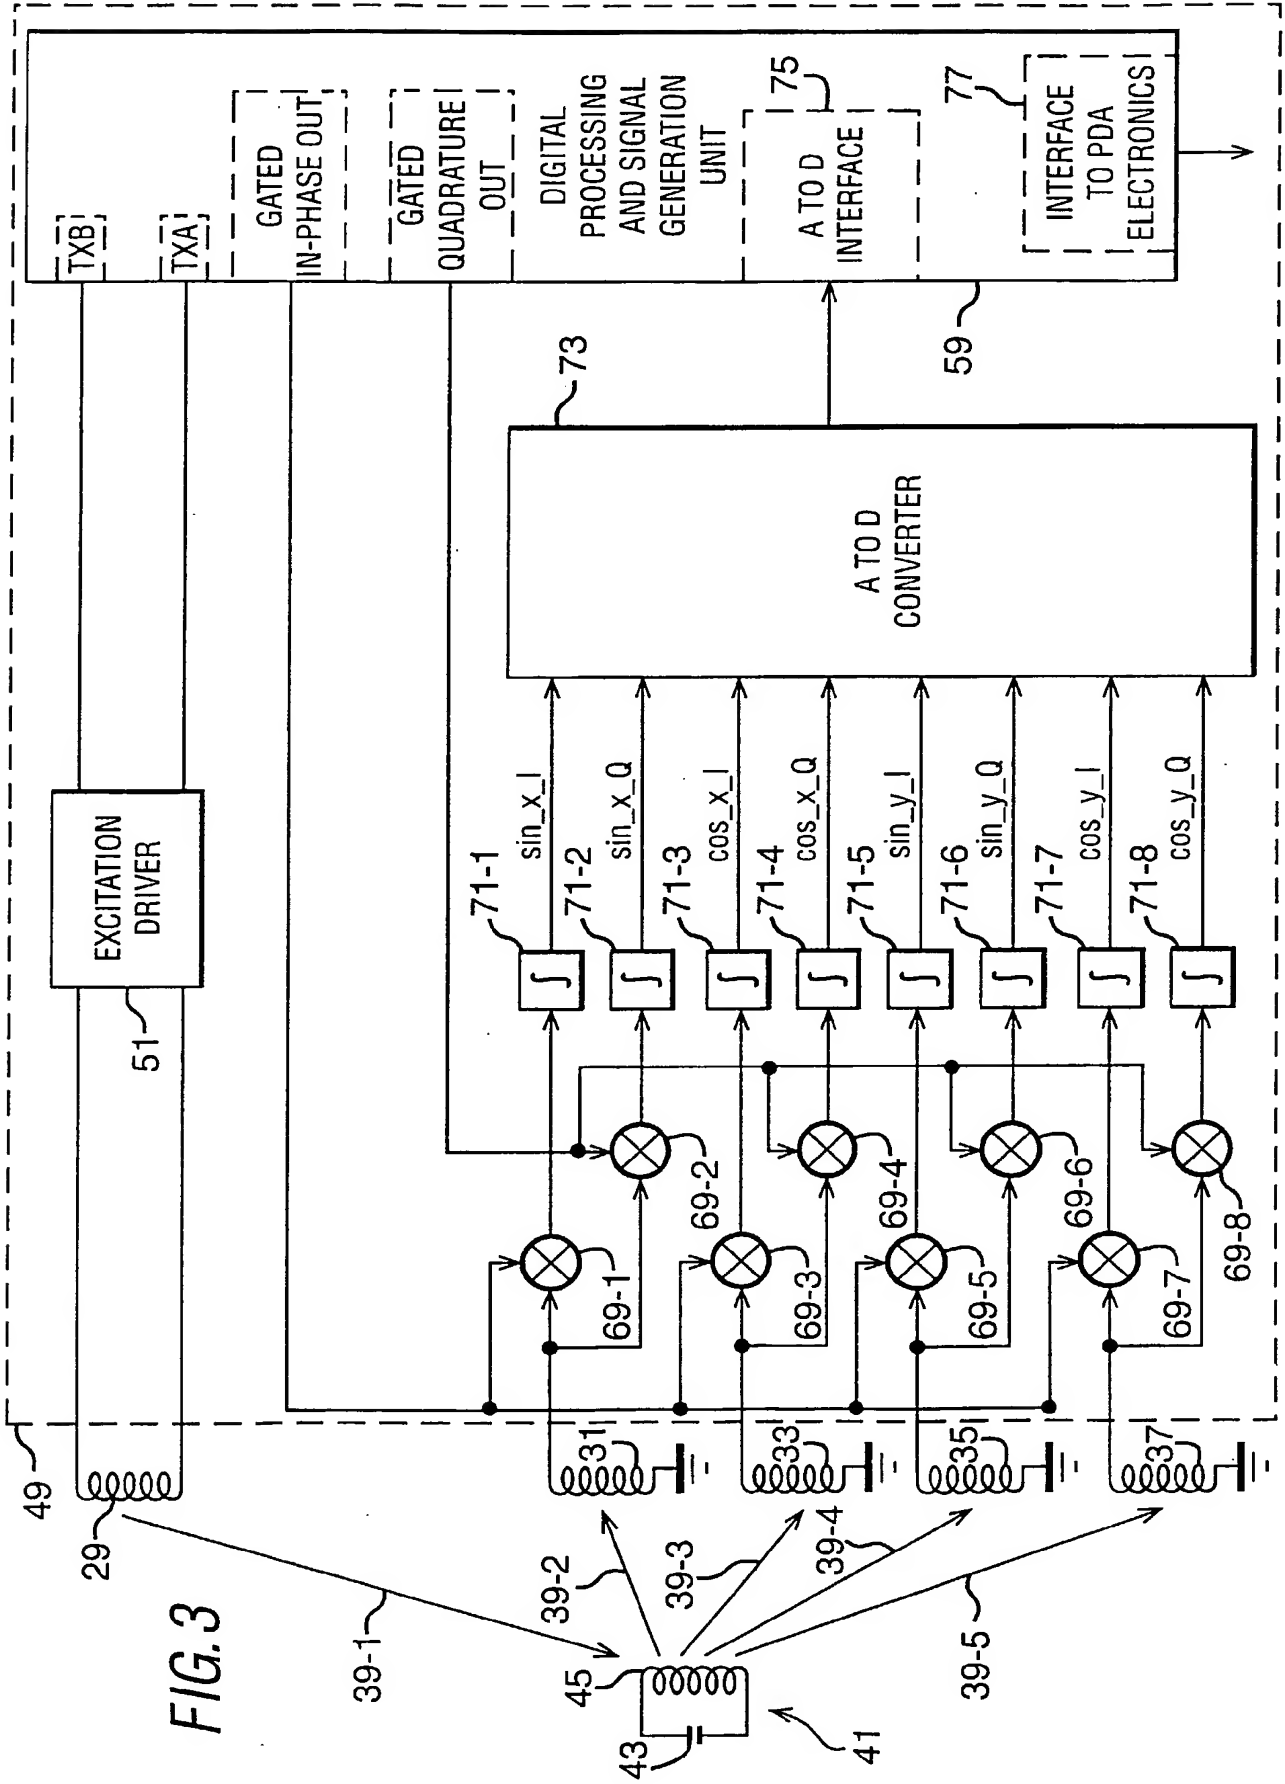 FIG. 3
49
29
39-1
51
EXCITATION
DRIVER
TXB
TXA
GATED
IN-PHASE OUT
GATED
QUADRATURE
OUT
DIGITAL
PROCESSING
AND SIGNAL
GENERATION
UNIT
A TO D
INTERFACE
75
77
INTERFACE
TO PDA
ELECTRONICS
59
73
A TO D
CONVERTER
71-1
sin_x_I
71-2
sin_x_Q
71-3
cos_x_I
71-4
cos_x_Q
71-5
sin_y_I
71-6
sin_y_Q
71-7
cos_y_I
71-8
cos_y_Q
∫
∫
∫
∫
∫
∫
∫
∫
69-1
69-2
69-3
69-4
69-5
69-6
69-7
69-8
31
33
35
37
39-2
39-3
39-4
39-5
45
43
41